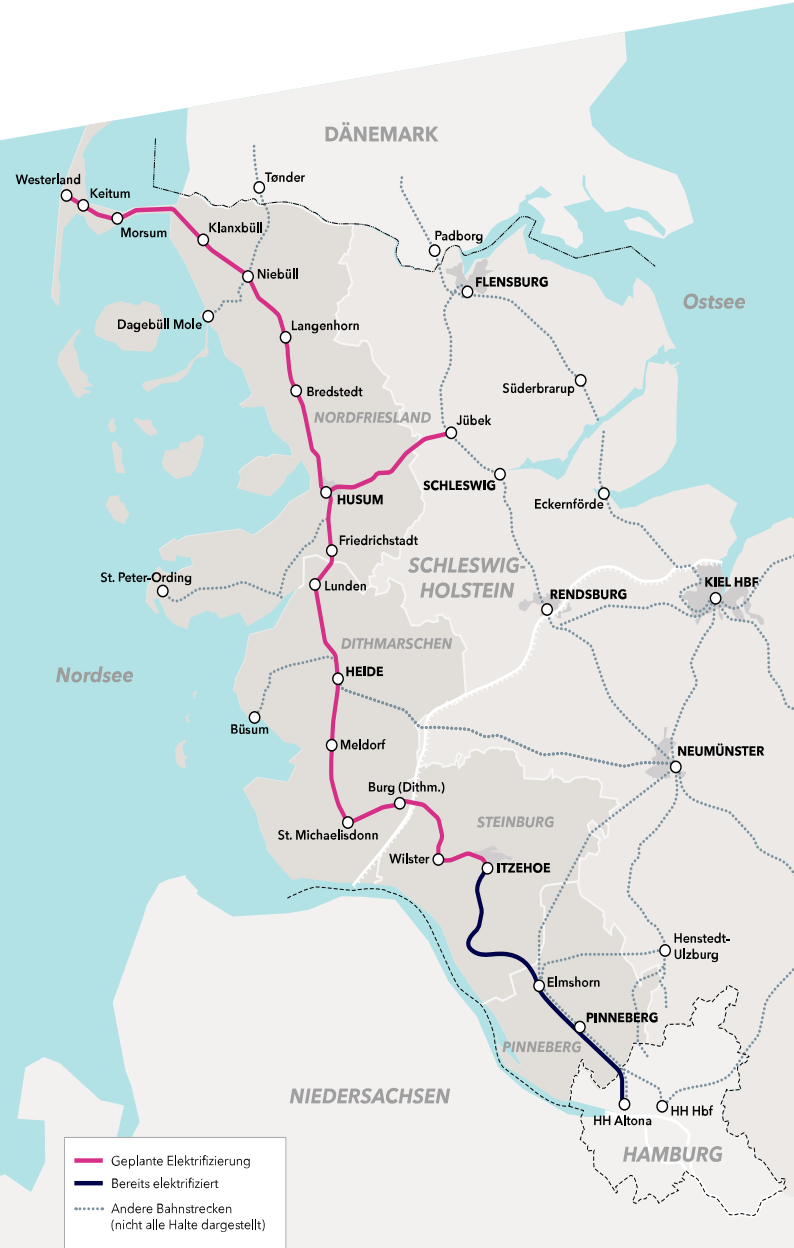 DÄNEMARK
Westerland
Keitum
Morsum
Tønder
Klanxbüll
Padborg
Niebüll
FLENSBURG
Ostsee
Dagebüll Mole
Langenhorn
Bredstedt
Süderbrarup
NORDFRIESLAND
Jübek
SCHLESWIG
HUSUM
Eckernförde
Friedrichstadt
St. Peter-Ording
Lunden
SCHLESWIG-
HOLSTEIN
RENDSBURG
KIEL HBF
DITHMARSCHEN
Nordsee
HEIDE
Büsum
Meldorf
NEUMÜNSTER
Burg (Dithm.)
St. Michaelisdonn
STEINBURG
Wilster
ITZEHOE
Henstedt-
Ulzburg
Elmshorn
PINNEBERG
PINNEBERG
NIEDERSACHSEN
HH Altona
HH Hbf
HAMBURG
Geplante Elektrifizierung
Bereits elektrifiziert
Andere Bahnstrecken
(nicht alle Halte dargestellt)